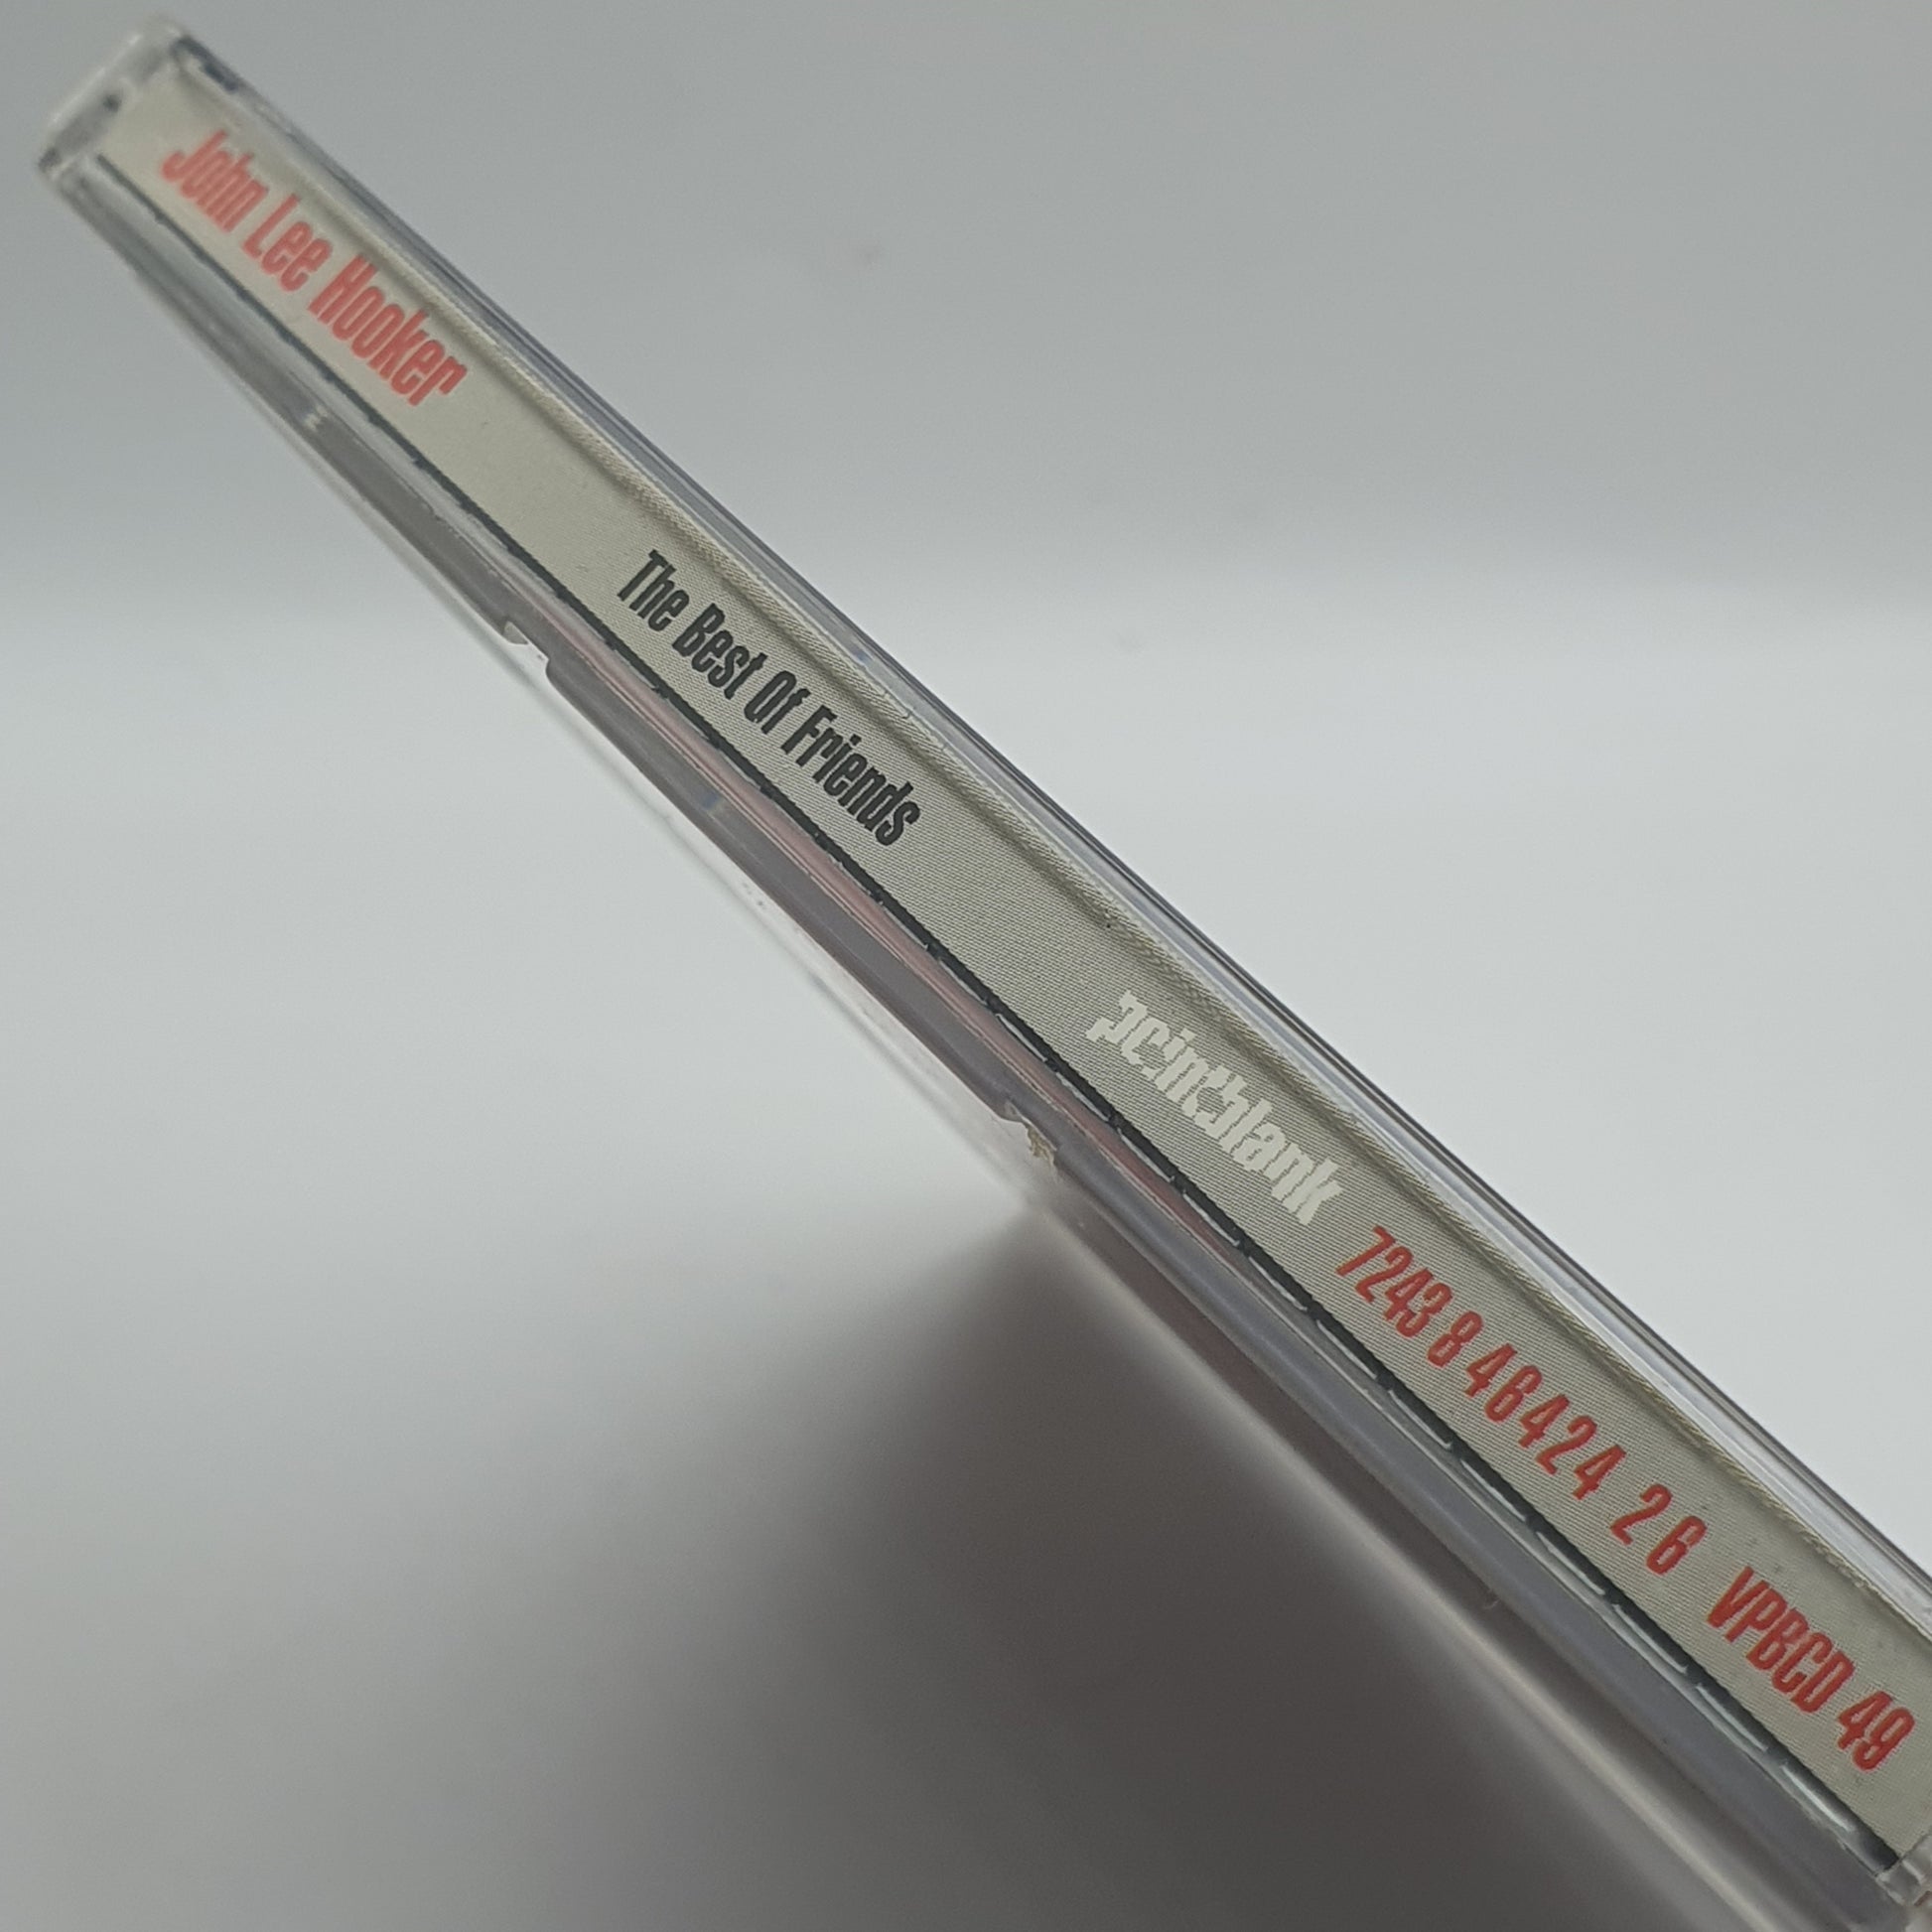 John Lee Hooker The Best Of Friends pointblank 7243 8 46424 2 6 VPBCD 49